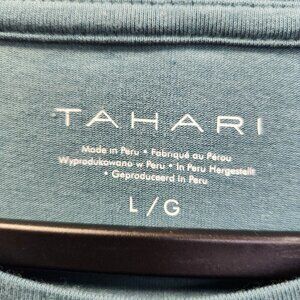 TAHARI
Made in Peru • Fabriqué au Pérou
Wyprodukowano w Peru • In Peru Hergestellt
• Geproduceerd in Peru
L / G